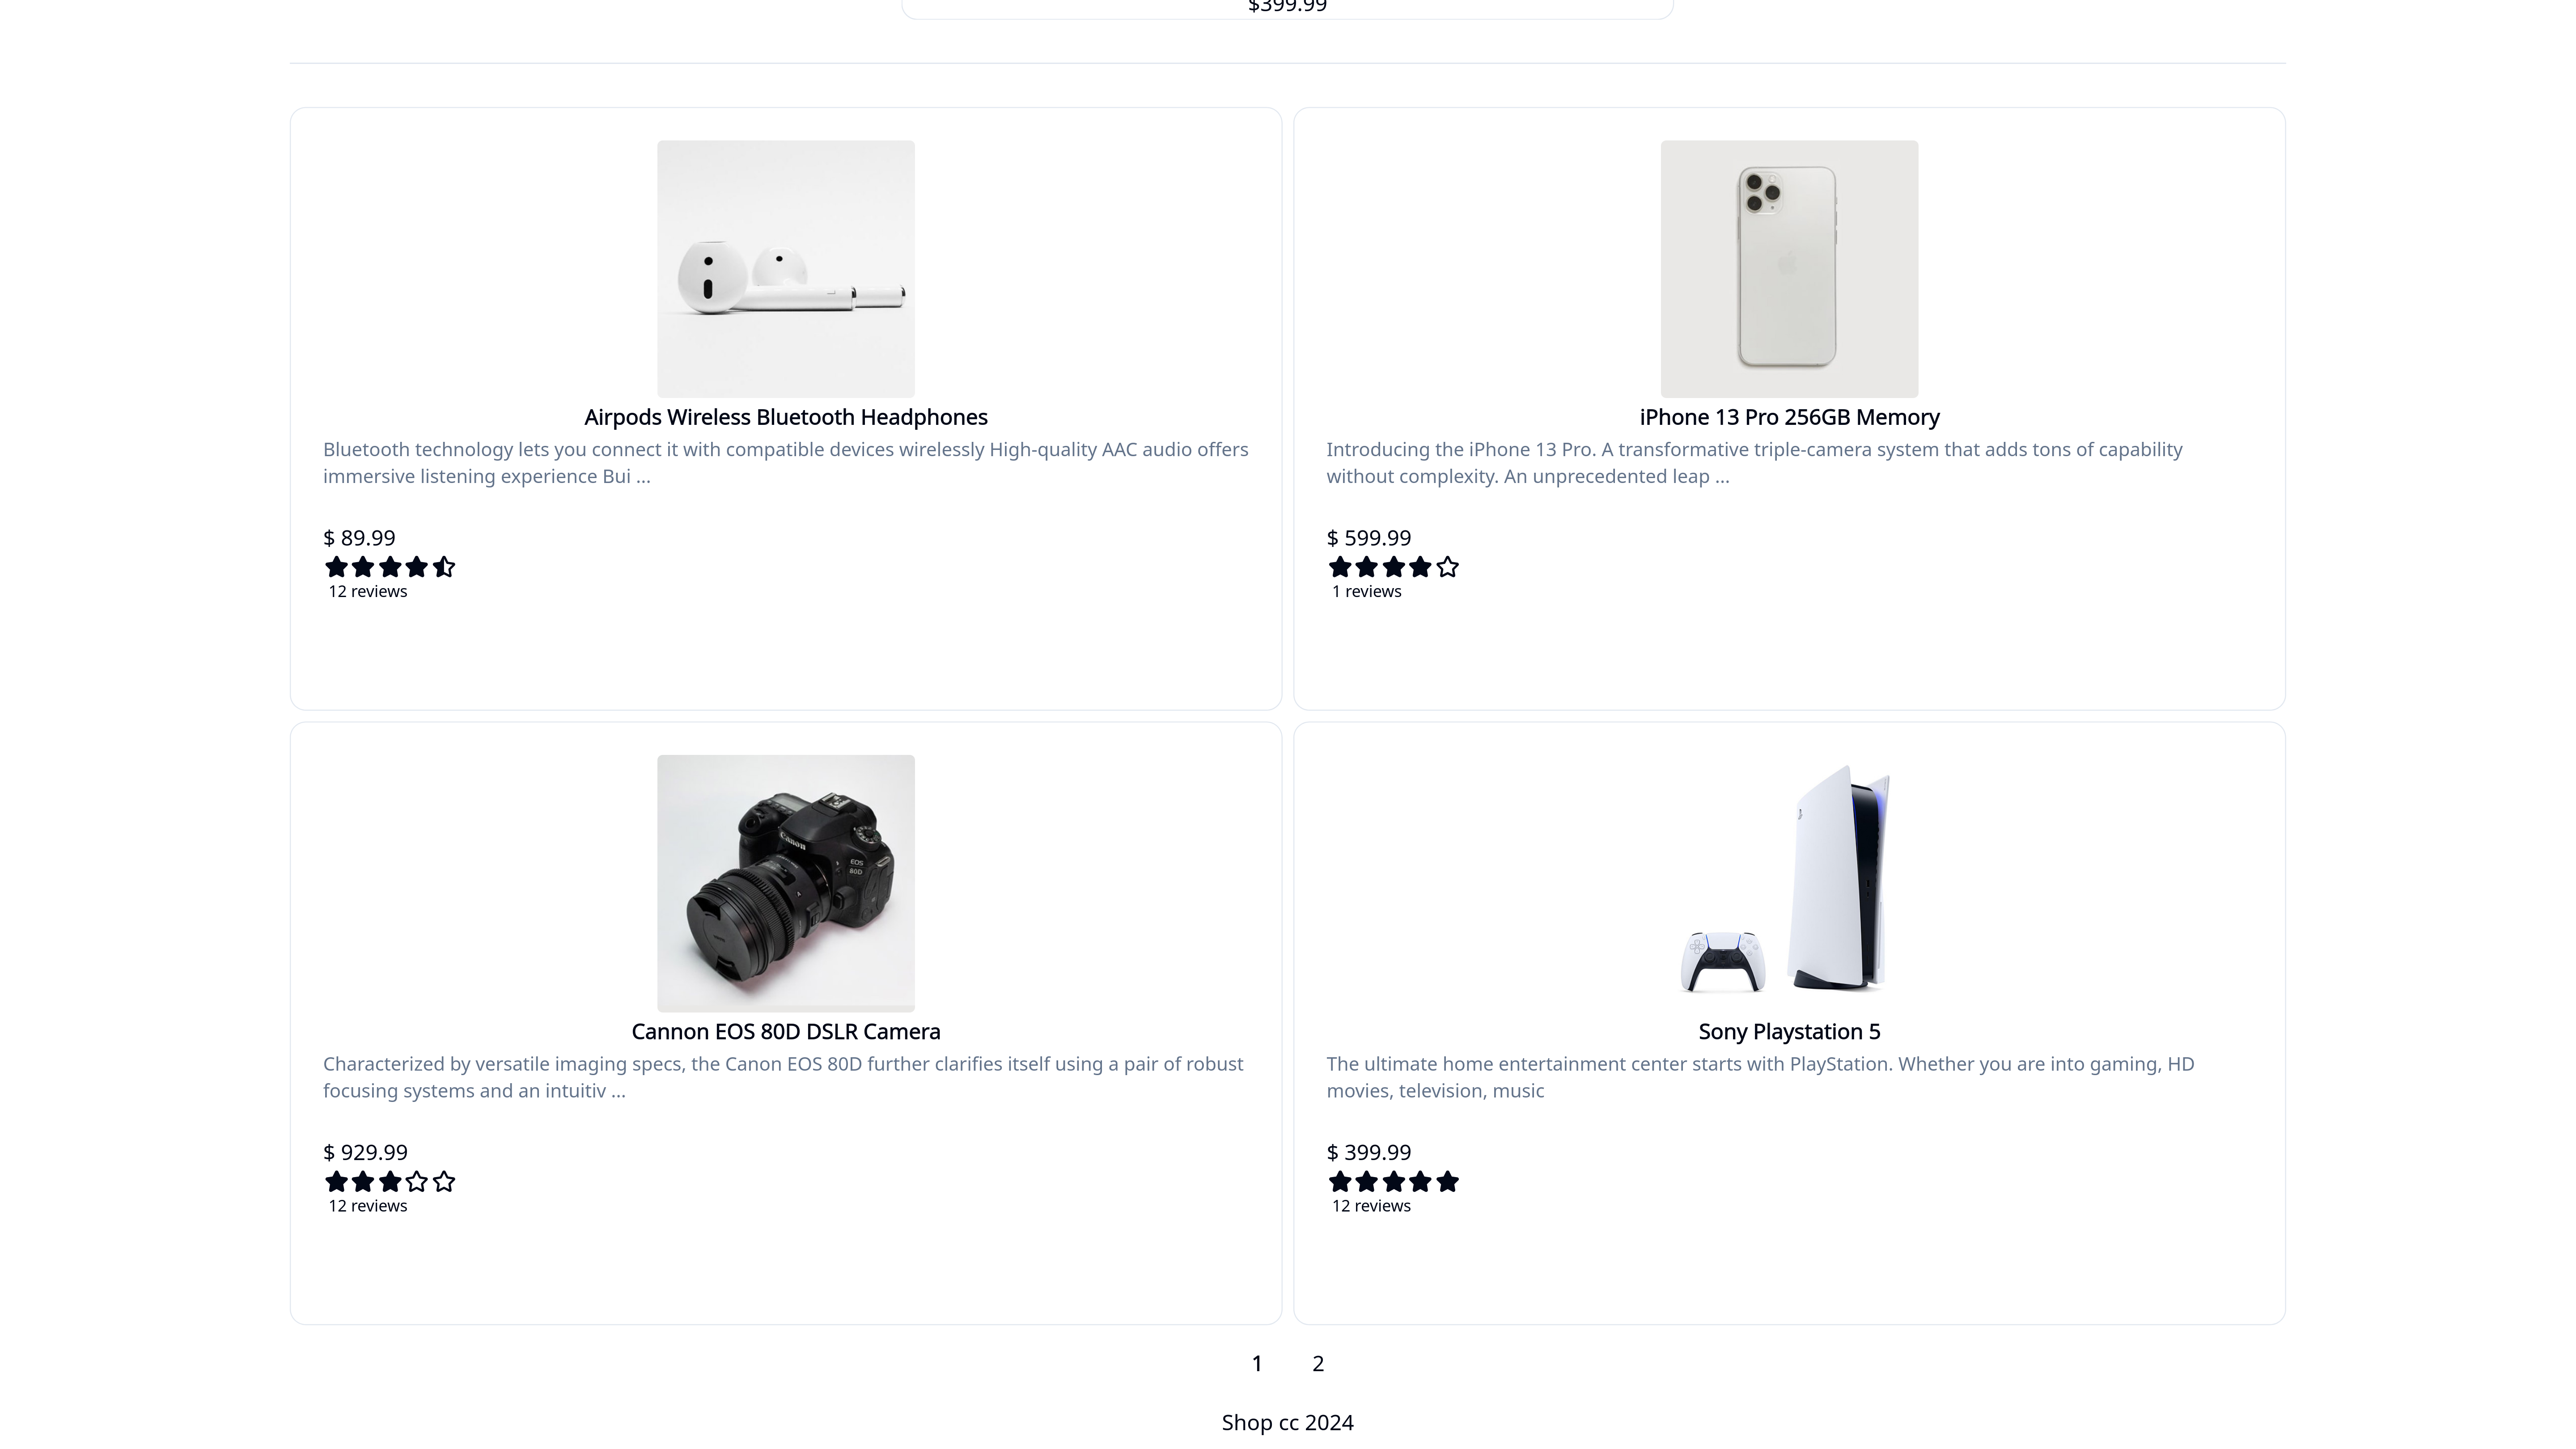 $399.99
Airpods Wireless Bluetooth Headphones
Bluetooth technology lets you connect it with compatible devices wirelessly High-quality AAC audio offers
immersive listening experience Bui ...
$ 89.99
12 reviews
iPhone 13 Pro 256GB Memory
Introducing the iPhone 13 Pro. A transformative triple-camera system that adds tons of capability
without complexity. An unprecedented leap ...
$ 599.99
1 reviews
Canon
EOS
80D
Cannon EOS 80D DSLR Camera
Characterized by versatile imaging specs, the Canon EOS 80D further clarifies itself using a pair of robust
focusing systems and an intuitiv ...
$ 929.99
12 reviews
Sony Playstation 5
The ultimate home entertainment center starts with PlayStation. Whether you are into gaming, HD
movies, television, music
$ 399.99
12 reviews
1 2
Shop cc 2024